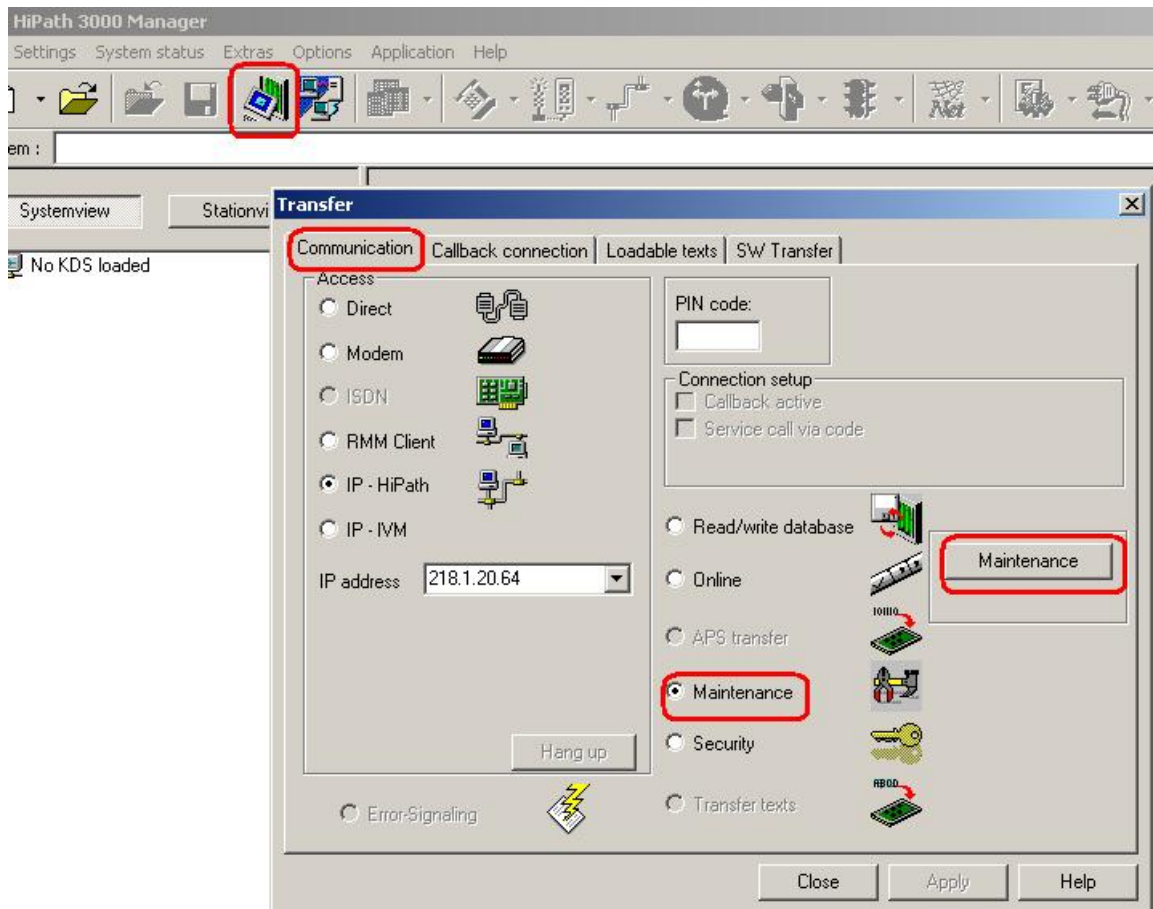 HiPath 3000 Manager
Settings System status Extras Options Application Help
Net
em :
Systemview Stationvi
No KDS loaded
Transfer
Communication Callback connection Loadable texts SW Transfer
Access
Direct
Modem
ISDN
RMM Client
IP - HiPath
IP - IVM
IP address 218.1.20.64
Hang up
Error-Signaling
PIN code:
Connection setup
Callback active
Service call via code
Read/write database
Online
10110
APS transfer
Maintenance
Security
ABCD
Transfer texts
Maintenance
Close Apply Help